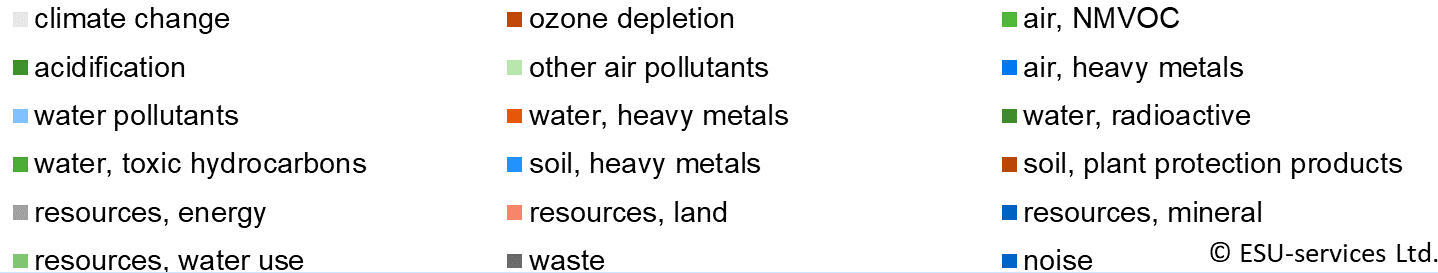 climate change ozone depletion air, NMVOC
acidification other air pollutants air, heavy metals
water pollutants water, heavy metals water, radioactive
water, toxic hydrocarbons soil, heavy metals soil, plant protection products
resources, energy resources, land resources, mineral
resources, water use waste noise © ESU-services Ltd.